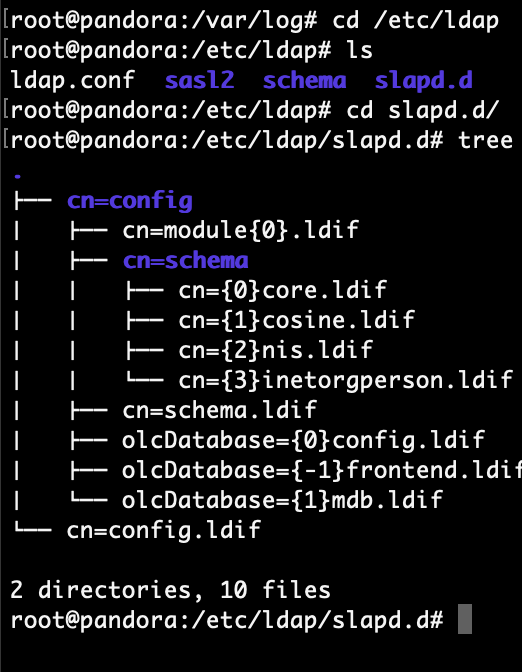 root@pandora:/var/log# cd /etc/ldap
[root@pandora:/etc/ldap# ls
ldap.conf  sasl2  schema  slapd.d
[root@pandora:/etc/ldap# cd slapd.d/
[root@pandora:/etc/ldap/slapd.d# tree
.
├── cn=config
│   ├── cn=module{0}.ldif
│   ├── cn=schema
│   │   ├── cn={0}core.ldif
│   │   ├── cn={1}cosine.ldif
│   │   ├── cn={2}nis.ldif
│   │   └── cn={3}inetorgperson.ldif
│   ├── cn=schema.ldif
│   ├── olcDatabase={0}config.ldif
│   ├── olcDatabase={-1}frontend.ldif
│   └── olcDatabase={1}mdb.ldif
└── cn=config.ldif
2 directories, 10 files
root@pandora:/etc/ldap/slapd.d#